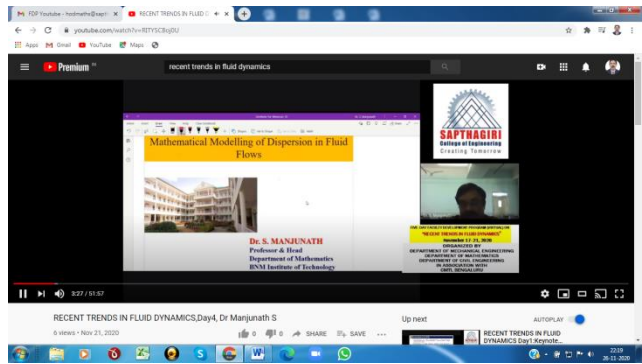 FDP Youtube - hodmaths@sapt
RECENT TRENDS IN FLUID
youtube.com/watch?v=
Apps Gmail YouTube Maps
Premium
recent trends in fluid dynamics
Mathematical Modelling of Dispersion in Fluid
Flows
Dr. S. MANJUNATH
Professor & Head
Department of Mathematics
BNM Institute of Technology
SAPTHAGIRI
College of Engineering
Creating Tomorrow
"RECENT TRENDS IN FLUID DYNAMICS"
November 17-21, 2020
ORGANIZED BY
DEPARTMENT OF MECHANICAL ENGINEERING
DEPARTMENT OF MATHEMATICS
DEPARTMENT OF CIVIL ENGINEERING
IN ASSOCIATION WITH
BENGALURU
3:27 / 51:57
RECENT TRENDS IN FLUID DYNAMICS,Day4, Dr Manjunath S
6 views • Nov 21, 2020
0
0
SHARE
SAVE
Up next
AUTOPLAY
RECENT TRENDS IN FLUID
DYNAMICS Day1:Keynote...
22:19
26-11-2020